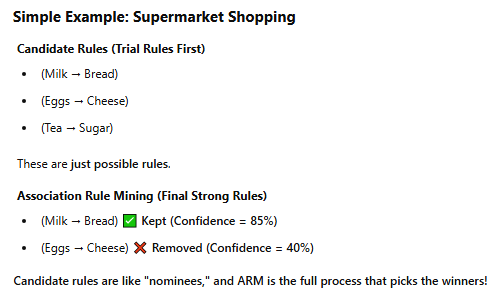 Simple Example: Supermarket Shopping
Candidate Rules (Trial Rules First)
• (Milk → Bread)
• (Eggs → Cheese)
• (Tea → Sugar)
These are just possible rules.
Association Rule Mining (Final Strong Rules)
• (Milk → Bread) ✅ Kept (Confidence = 85%)
• (Eggs → Cheese) ❌ Removed (Confidence = 40%)
Candidate rules are like "nominees," and ARM is the full process that picks the winners!